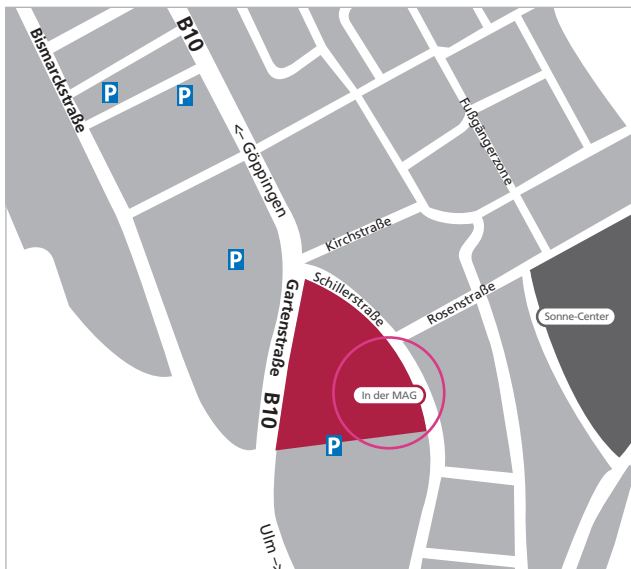 B10
Bismarckstraße
P
P
Fußgängerzone
<– Göppingen
Kirchstraße
P
Schillerstraße
Gartenstraße
Rosenstraße
Sonne-Center
In der MAG
B10
P
Ulm –>